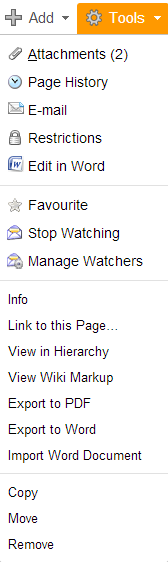 Add Tools
Attachments (2)
Page History
E-mail
Restrictions
Edit in Word
Favourite
Stop Watching
Manage Watchers
Info
Link to this Page...
View in Hierarchy
View Wiki Markup
Export to PDF
Export to Word
Import Word Document
Copy
Move
Remove